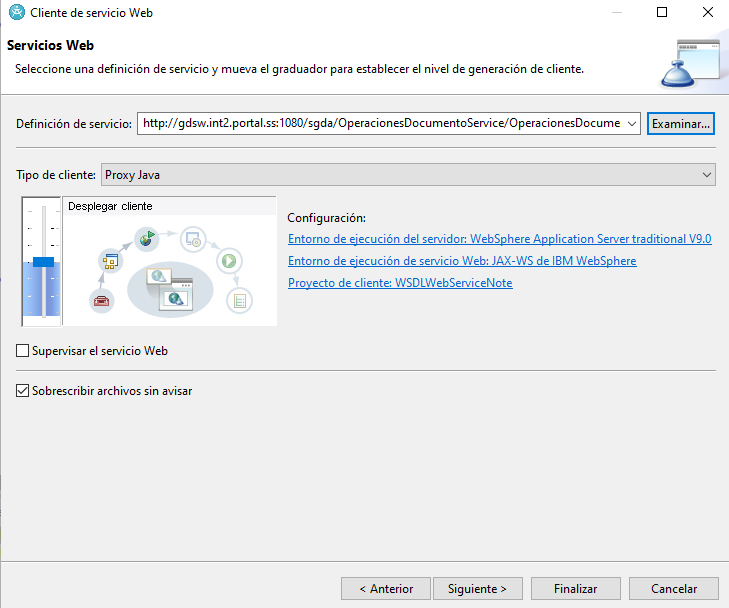 Cliente de servicio Web
Servicios Web
Seleccione una definición de servicio y mueva el graduador para establecer el nivel de generación de cliente.
Definición de servicio: http://gdsw.int2.portal.ss:1080/sgda/OperacionesDocumentoService/OperacionesDocume Examinar...
Tipo de cliente: Proxy Java
Desplegar cliente
Configuración:
Entorno de ejecución del servidor: WebSphere Application Server traditional V9.0
Entorno de ejecución de servicio Web: JAX-WS de IBM WebSphere
Proyecto de cliente: WSDLWebServiceNote
Supervisar el servicio Web
Sobrescribir archivos sin avisar
< Anterior Siguiente > Finalizar Cancelar